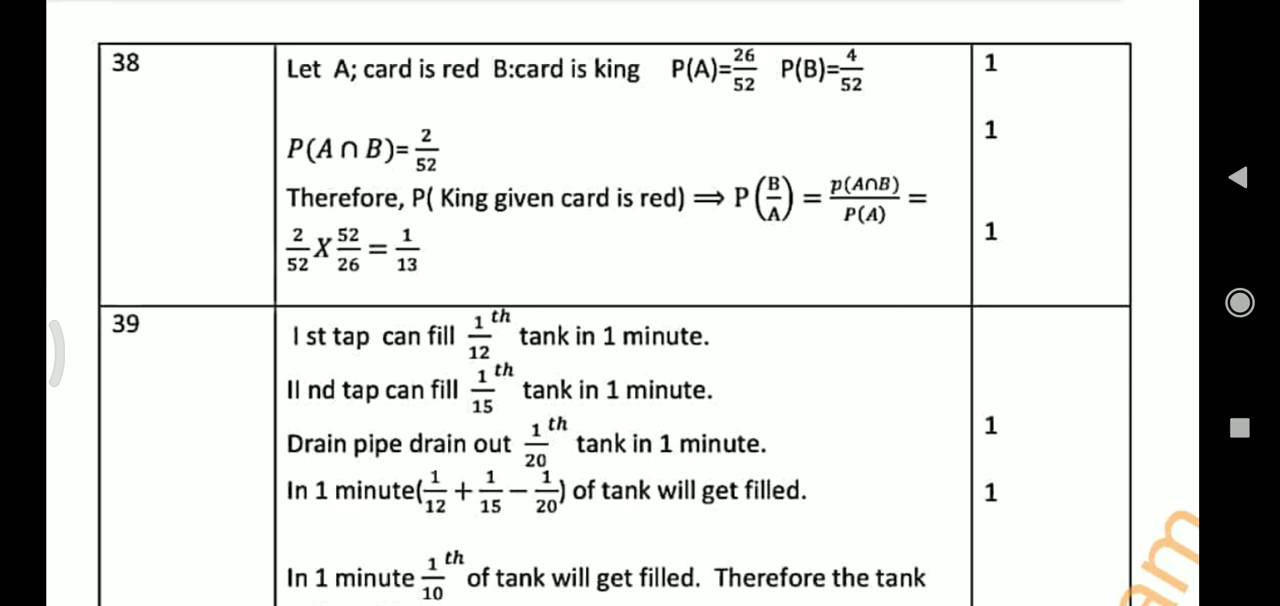 38
Let A; card is red B:card is king P(A)=26/52 P(B)=4/52
1
P(A ∩ B)=2/52
1
Therefore, P( King given card is red) ⟹ P(B/A) = p(A∩B)/P(A) =
1
2/52 X 52/26 = 1/13
39
I st tap can fill 1/12 th tank in 1 minute.
II nd tap can fill 1/15 th tank in 1 minute.
Drain pipe drain out 1/20 th tank in 1 minute.
1
In 1 minute(1/12 + 1/15 − 1/20) of tank will get filled.
1
In 1 minute 1/10 th of tank will get filled. Therefore the tank
am